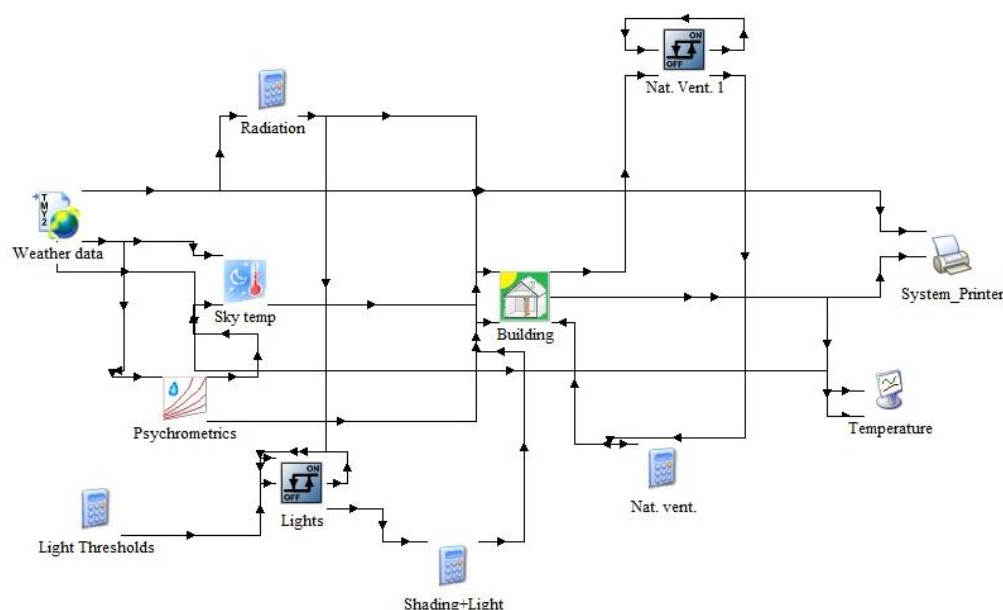 ON
OFF
Nat. Vent. 1
Radiation
TMY2
Weather data
Sky temp
Building
System_Printer
Psychrometrics
Temperature
ON
OFF
Lights
Nat. vent.
Light Thresholds
Shading+Light